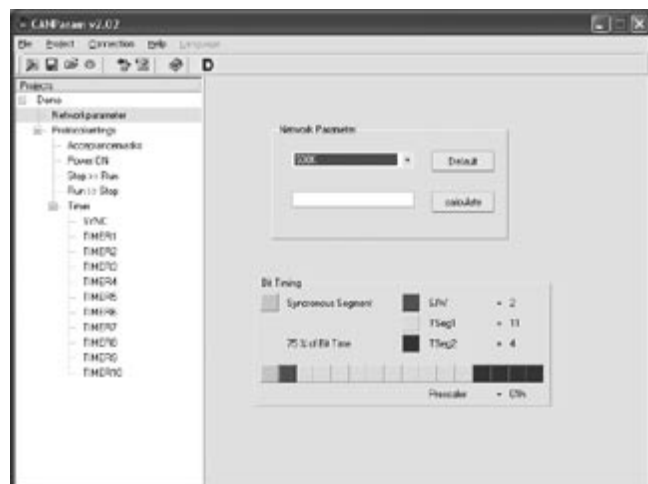 CANParam v2.02
File Project Connection Help Language
D
Projects
Demo
Networkparameter
Protocolsettings
Acceptancemasks
Power ON
Stop >> Run
Run >> Stop
Timer
SYNC
TIMER1
TIMER2
TIMER3
TIMER4
TIMER5
TIMER6
TIMER7
TIMER8
TIMER9
TIMER10
Network Parameter
Default
calculate
Bit Timing
Syncronous Segment
SJW = 2
TSeg1 = 11
75 % of Bit Time
TSeg2 = 4
Prescaler =